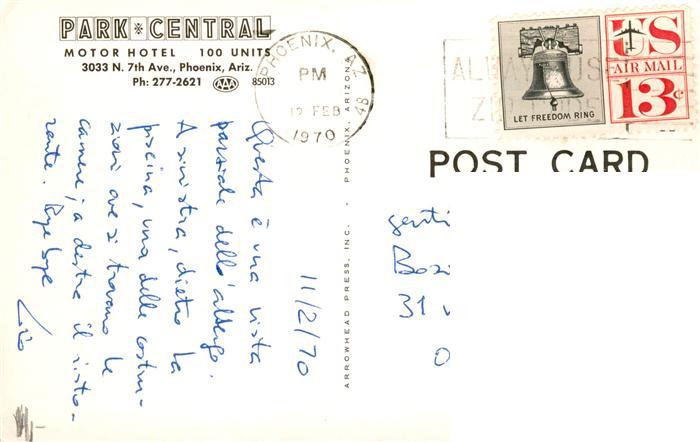 PARK CENTRAL
MOTOR HOTEL 100 UNITS
3033 N. 7th Ave., Phoenix, Ariz.
Ph: 277-2621 AAA 85013
PHOENIX, AZ
PM
12 FEB
1970
US
AIR MAIL
13c
LET FREEDOM RING
POST CARD
11/2/70
Questa è una vista
parziale dell'albergo.
A sinistra, dietro la
piscina, una delle costru-
zioni ove si trovano le
camere; a destra il risto-
rante. Bye bye
ARROWHEAD PRESS, INC. - PHOENIX, ARIZONA
genti
31